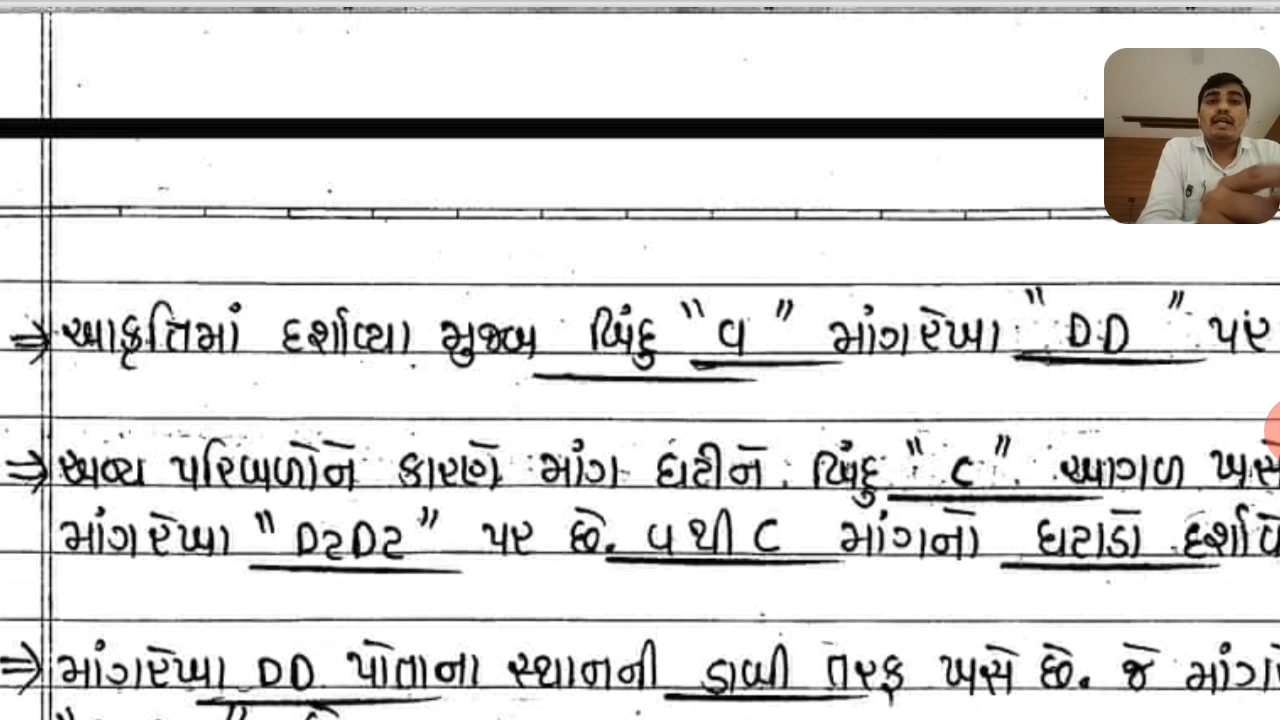 ⇒ આકૃતિમાં દર્શાવ્યા મુજબ બિંદુ "વ" માંગરેખા "DD" પર
⇒ અન્ય પરિબળોને કારણે માંગ ઘટીને બિંદુ "C" આગળ ખસે
માંગરેખા "D2D2" પર છે. વ થી C માંગનો ઘટાડો દર્શાવે
⇒ માંગરેખા DD પોતાના સ્થાનની ડાબી તરફ ખસે છે. જે માંગ